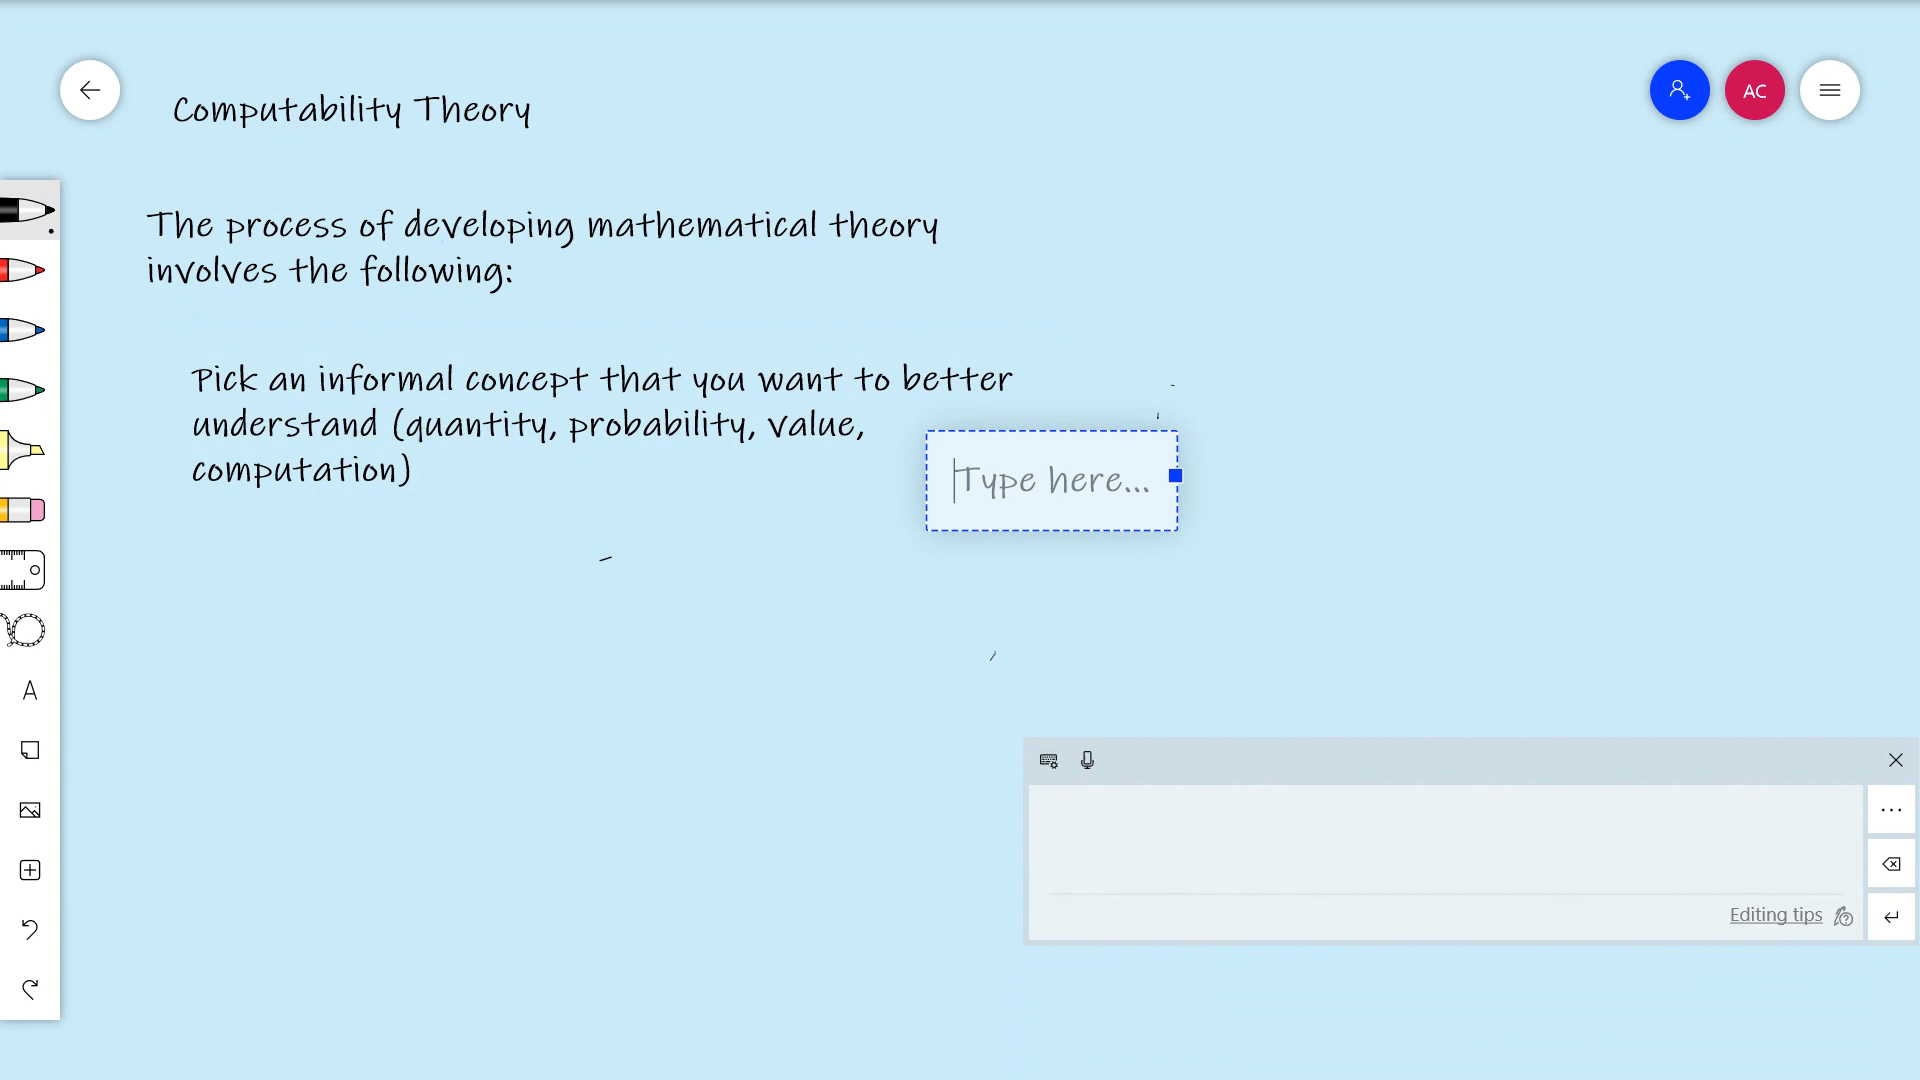 Computability Theory
AC
The process of developing mathematical theory
involves the following:
Pick an informal concept that you want to better
understand (quantity, probability, value,
computation)
Type here...
A
Editing tips